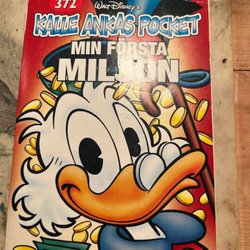 372
WALT DISNEY'S
KALLE ANKAS POCKET
MIN FÖRSTA
MILJON